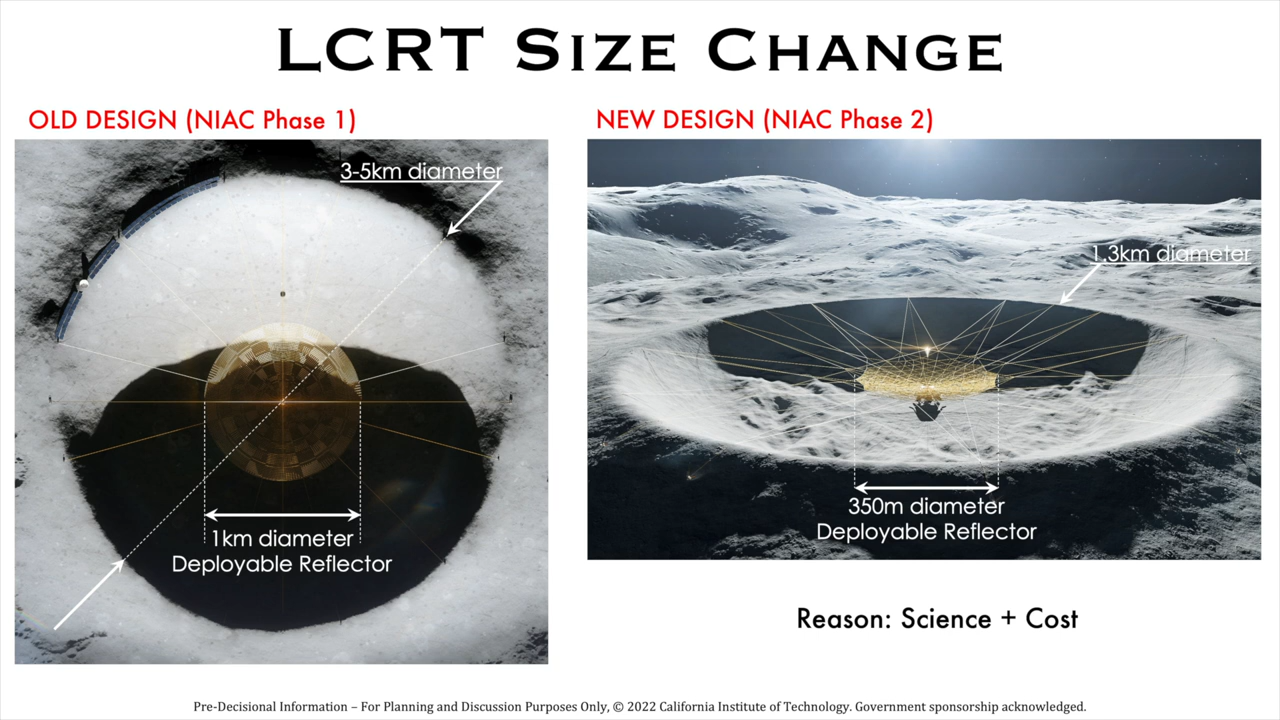 LCRT Size Change
OLD DESIGN (NIAC Phase 1)
3-5km diameter
1km diameter
Deployable Reflector
NEW DESIGN (NIAC Phase 2)
1.3km diameter
350m diameter
Deployable Reflector
Reason: Science + Cost
Pre-Decisional Information – For Planning and Discussion Purposes Only, © 2022 California Institute of Technology. Government sponsorship acknowledged.